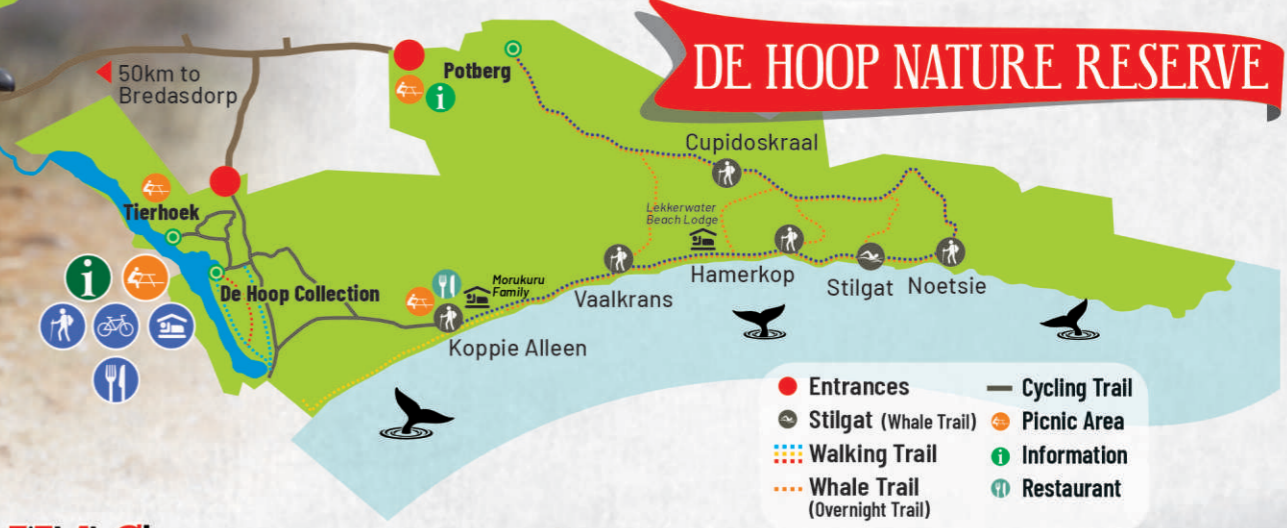 DE HOOP NATURE RESERVE
50km to
Bredasdorp
Potberg
i
Cupidoskraal
Tierhoek
Lekkerwater
Beach Lodge
i
De Hoop Collection
Morukuru
Family
Vaalkrans
Hamerkop
Stilgat
Noetsie
Koppie Alleen
Entrances
Stilgat (Whale Trail)
Walking Trail
Whale Trail
(Overnight Trail)
Cycling Trail
Picnic Area
i Information
Restaurant